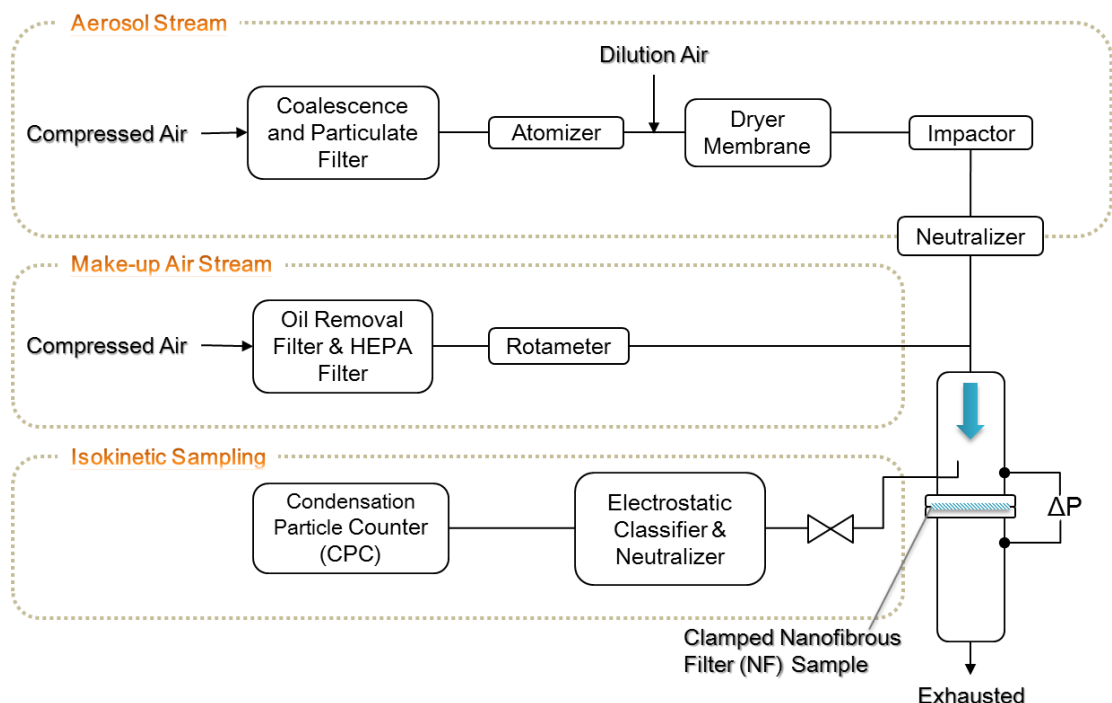 Aerosol Stream
Dilution Air
Compressed Air
Coalescence
and Particulate
Filter
Atomizer
Dryer
Membrane
Impactor
Neutralizer
Make-up Air Stream
Compressed Air
Oil Removal
Filter & HEPA
Filter
Rotameter
Isokinetic Sampling
Condensation
Particle Counter
(CPC)
Electrostatic
Classifier &
Neutralizer
ΔP
Clamped Nanofibrous
Filter (NF) Sample
Exhausted